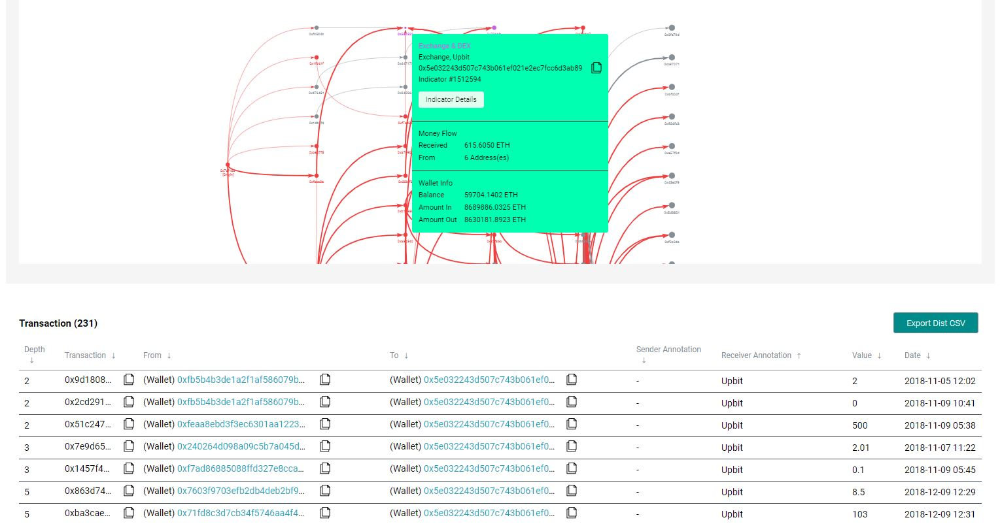 Exchange & DEX
Exchange, Upbit
0x5e032243d507c743b061ef021e2ec7fcc6d3ab89
Indicator #1512594
Indicator Details
Money Flow
Received 615.6050 ETH
From 6 Address(es)
Wallet Info
Balance 59704.1402 ETH
Amount In 8689886.0325 ETH
Amount Out 8630181.8923 ETH
Transaction (231)
Export Dist CSV
Depth ↓ Transaction ↓ From ↓ To ↓ Sender Annotation ↓ Receiver Annotation ↑ Value ↓ Date ↓
2 0x9d1808... (Wallet) 0xfb5b4b3de1a2f1af586079b... (Wallet) 0x5e032243d507c743b061ef0... - Upbit 2 2018-11-05 12:02
2 0x2cd291... (Wallet) 0xfb5b4b3de1a2f1af586079b... (Wallet) 0x5e032243d507c743b061ef0... - Upbit 0 2018-11-09 10:41
2 0x51c247... (Wallet) 0xfeaa8ebd3f3ec6301aa1223... (Wallet) 0x5e032243d507c743b061ef0... - Upbit 500 2018-11-09 05:38
3 0x7e9d65... (Wallet) 0x240264d098a09c5b7a045d... (Wallet) 0x5e032243d507c743b061ef0... - Upbit 2.01 2018-11-07 11:22
3 0x1457f4... (Wallet) 0xf7ad86885088ffd327e8cca... (Wallet) 0x5e032243d507c743b061ef0... - Upbit 0.1 2018-11-09 05:45
5 0x863d74... (Wallet) 0x7603f9703efb2db4deb2bf9... (Wallet) 0x5e032243d507c743b061ef0... - Upbit 8.5 2018-12-09 12:29
5 0xba3cae... (Wallet) 0x71fd8c3d7cb34f5746aa4f4... (Wallet) 0x5e032243d507c743b061ef0... - Upbit 103 2018-12-09 12:31